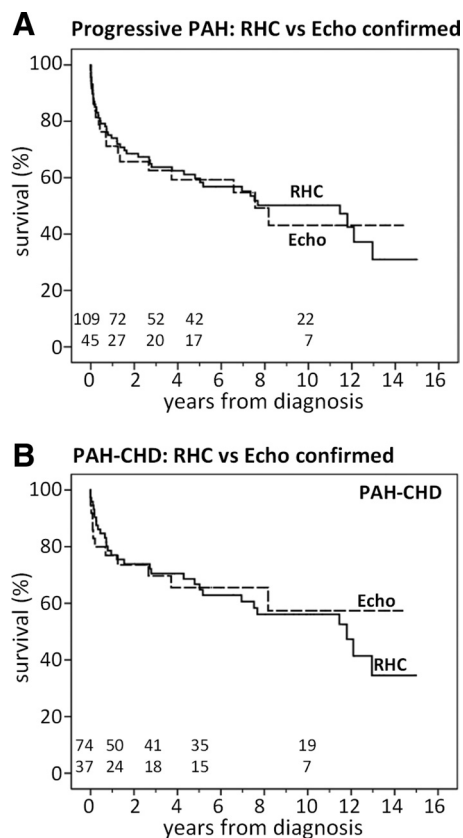 A Progressive PAH: RHC vs Echo confirmed
survival (%)
100
80
60
40
20
0
RHC
Echo
109 72 52 42 22
45 27 20 17 7
0 2 4 6 8 10 12 14 16
years from diagnosis
B PAH-CHD: RHC vs Echo confirmed
PAH-CHD
survival (%)
100
80
60
40
20
0
Echo
RHC
74 50 41 35 19
37 24 18 15 7
0 2 4 6 8 10 12 14 16
years from diagnosis